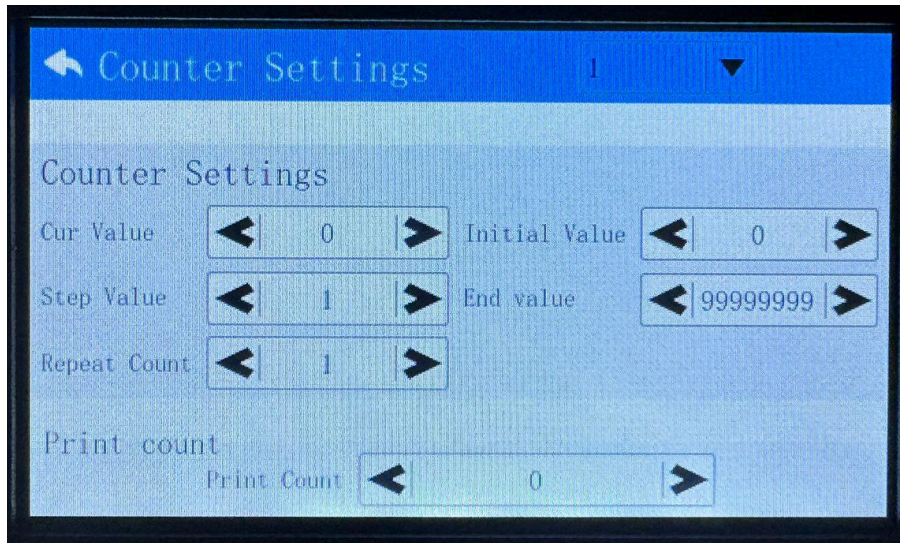 Counter Settings 1
Counter Settings
Cur Value 0 Initial Value 0
Step Value 1 End value 99999999
Repeat Count 1
Print count
Print Count 0